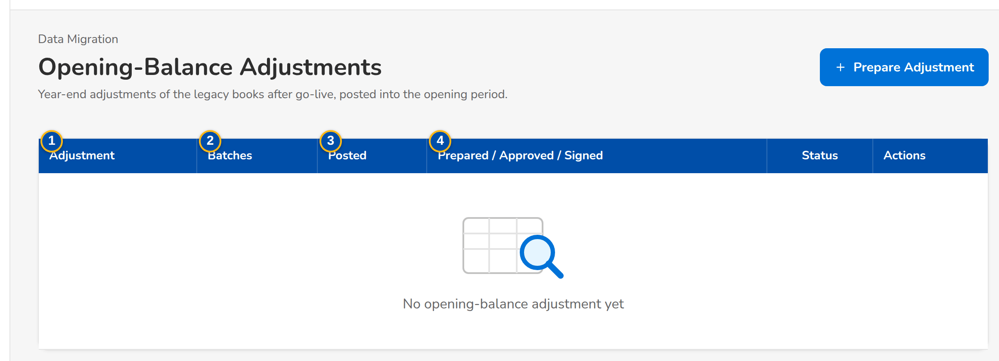 Data Migration
Opening-Balance Adjustments
Year-end adjustments of the legacy books after go-live, posted into the opening period.
+ Prepare Adjustment
1 2 3 4
Adjustment Batches Posted Prepared / Approved / Signed Status Actions
No opening-balance adjustment yet